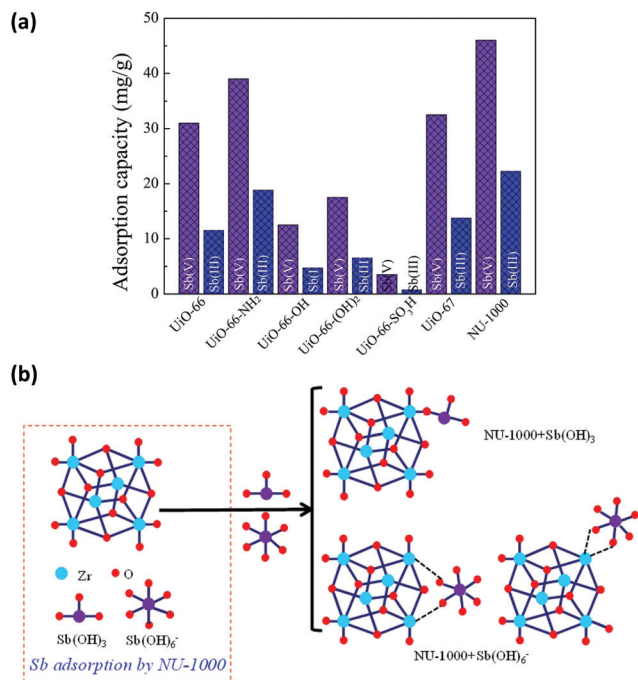 (a)
Adsorption capacity (mg/g)
50
40
30
20
10
0
Sb(V)
Sb(III)
Sb(V)
Sb(III)
Sb(V)
Sb(I
Sb(V)
Sb(III)
Sb(V)
Sb(III)
Sb(V)
Sb(III)
Sb(V)
Sb(III)
UiO-66
UiO-66-NH₂
UiO-66-OH
UiO-66-(OH)₂
UiO-66-SO₃H
UiO-67
NU-1000
(b)
Zr O
Sb(OH)₃ Sb(OH)₆⁻
Sb adsorption by NU-1000
NU-1000+Sb(OH)₃
NU-1000+Sb(OH)₆⁻